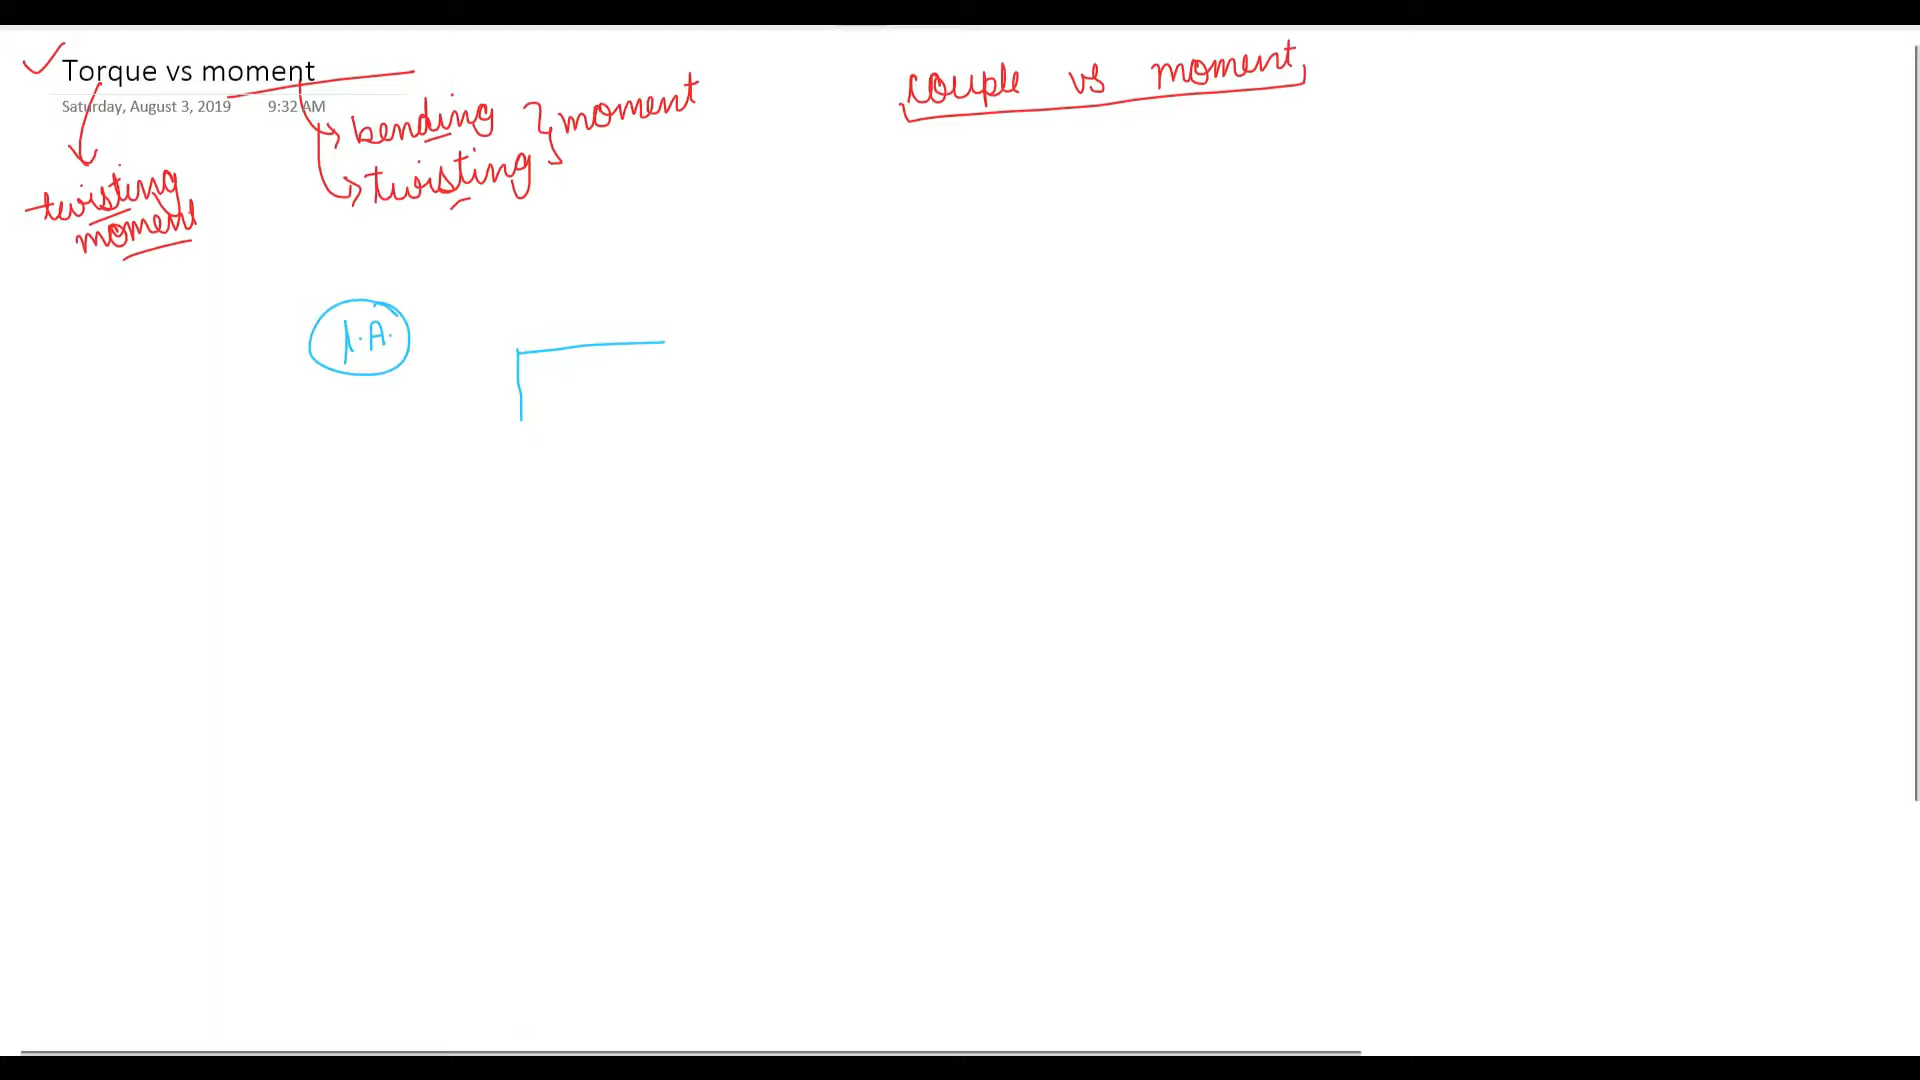 Torque vs moment
Saturday, August 3, 2019 9:32 AM
couple vs moment
bending } moment
twisting
twisting
moment